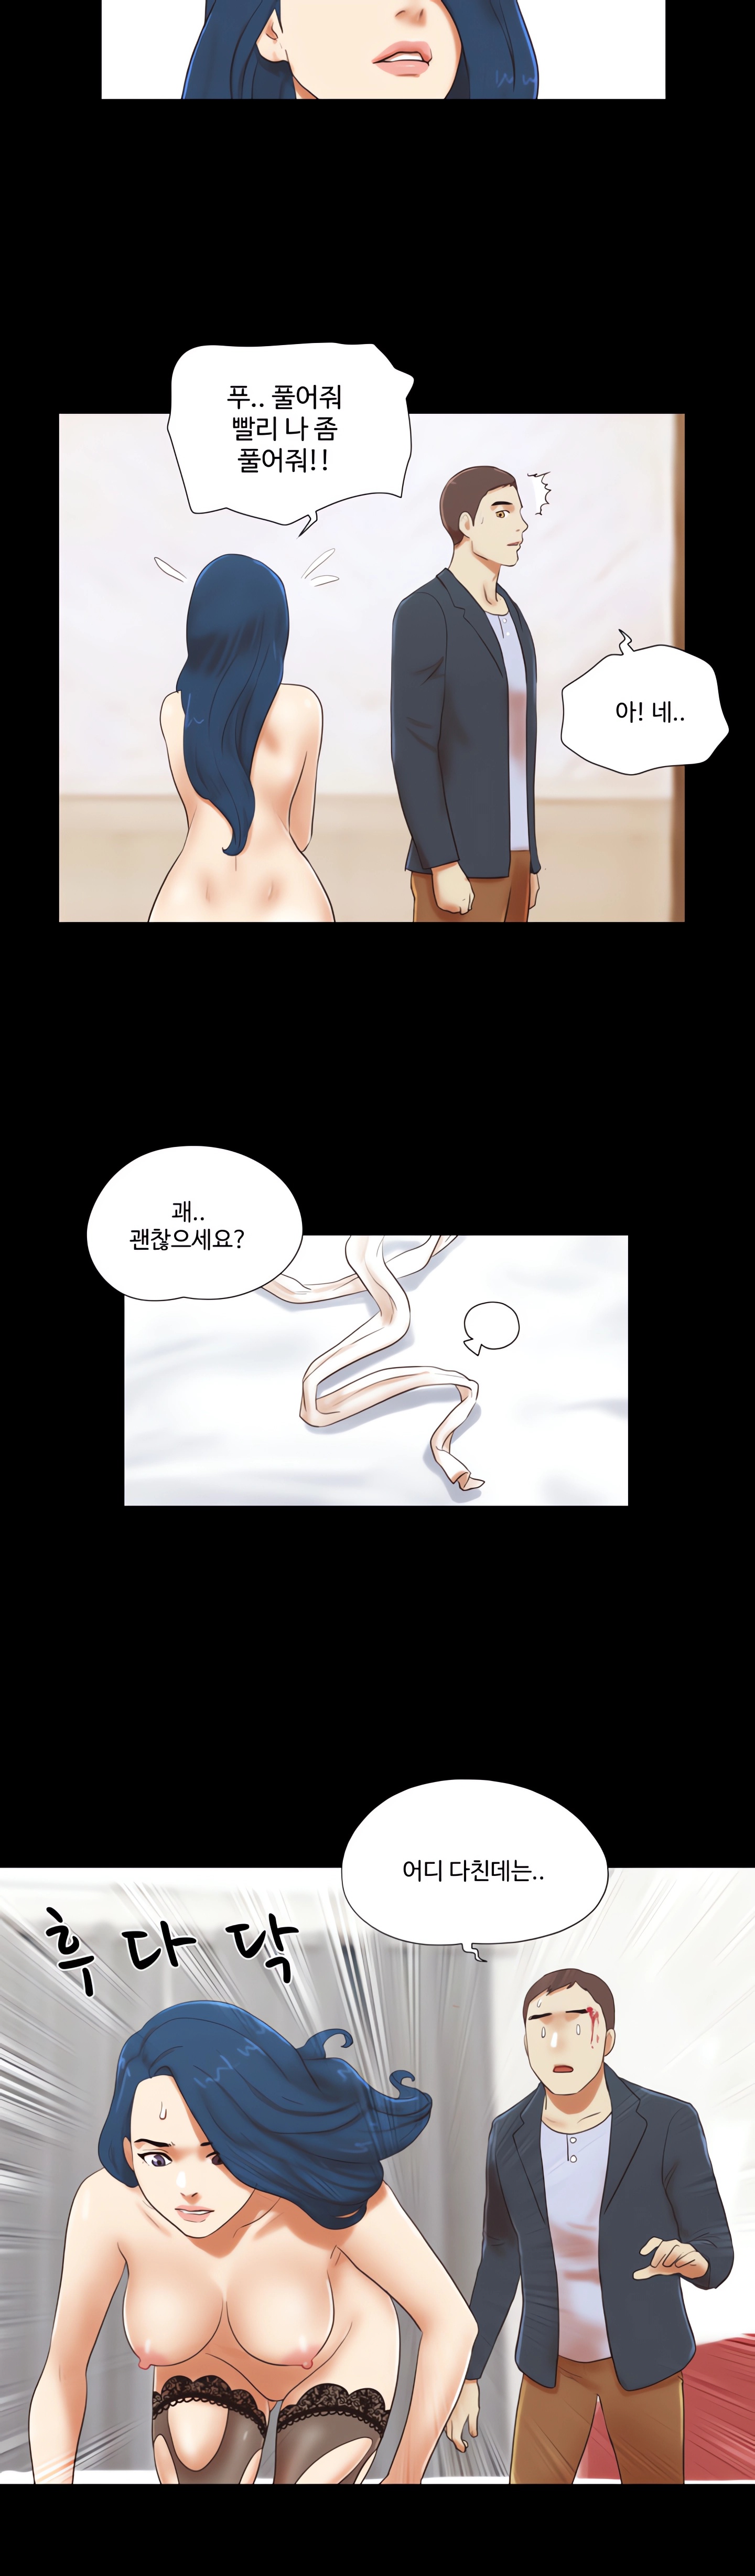 푸.. 풀어줘
빨리 나 좀
풀어줘!!
아! 네..
괘..
괜찮으세요?
어디 다친데는..
후다닥